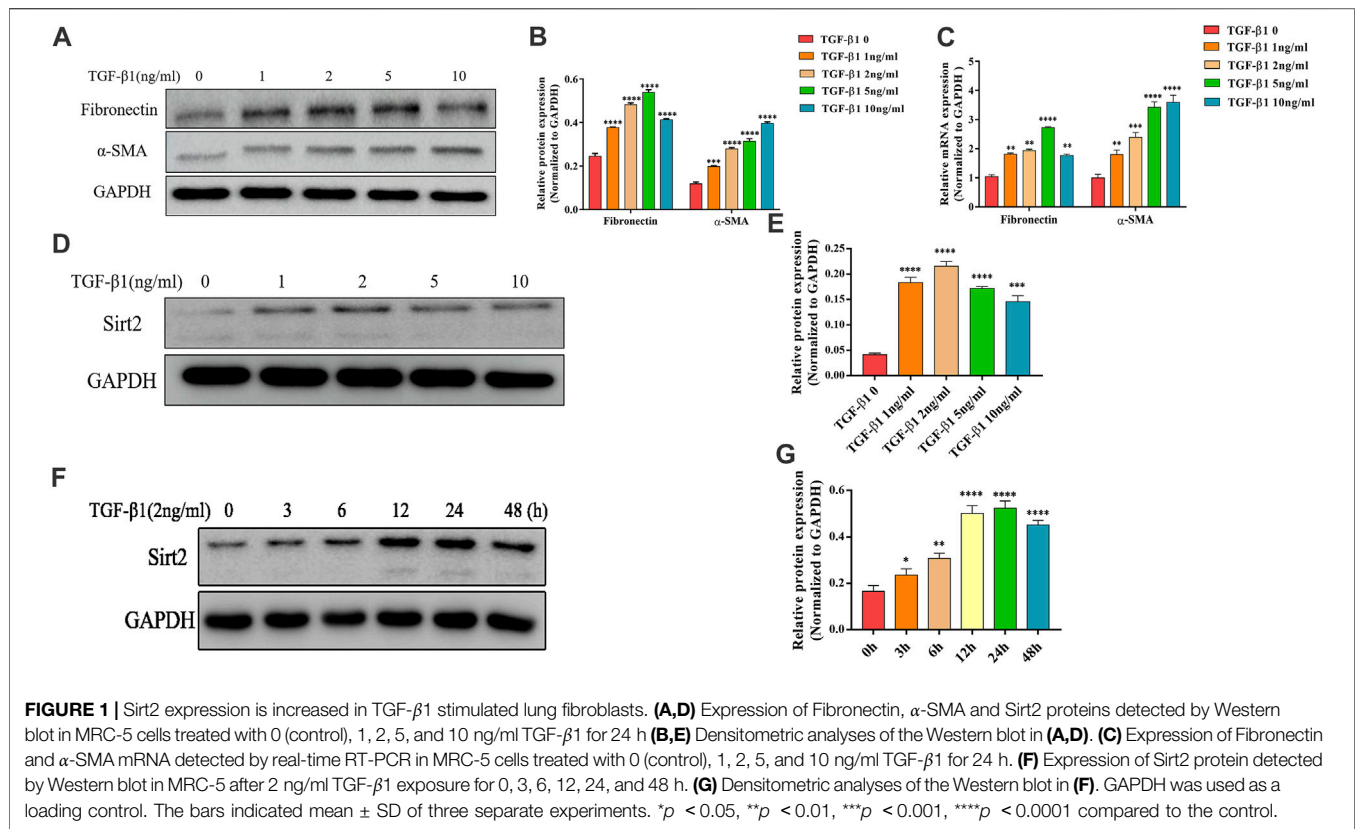 A
TGF-β1(ng/ml) 0 1 2 5 10
Fibronectin
α-SMA
GAPDH
B
TGF-β1 0
TGF-β1 1ng/ml
TGF-β1 2ng/ml
TGF-β1 5ng/ml
TGF-β1 10ng/ml
Relative protein expression
(Normalized to GAPDH)
0.6
0.4
0.2
0.0
**** **** **** ****
*** **** **** ****
Fibronectin α-SMA
C
TGF-β1 0
TGF-β1 1ng/ml
TGF-β1 2ng/ml
TGF-β1 5ng/ml
TGF-β1 10ng/ml
Relative mRNA expression
(Normalized to GAPDH)
5
4
3
2
1
0
** ** **** **
** *** **** ****
Fibronectin α-SMA
D
TGF-β1(ng/ml) 0 1 2 5 10
Sirt2
GAPDH
E
Relative protein expression
(Normalized to GAPDH)
0.25
0.20
0.15
0.10
0.05
0.00
**** **** **** ***
TGF-β1 0
TGF-β1 1ng/ml
TGF-β1 2ng/ml
TGF-β1 5ng/ml
TGF-β1 10ng/ml
F
TGF-β1(2ng/ml) 0 3 6 12 24 48 (h)
Sirt2
GAPDH
G
Relative protein expression
(Normalized to GAPDH)
0.6
0.4
0.2
0.0
* ** **** **** ****
0h 3h 6h 12h 24h 48h
FIGURE 1 | Sirt2 expression is increased in TGF-β1 stimulated lung fibroblasts. (A,D) Expression of Fibronectin, α-SMA and Sirt2 proteins detected by Western
blot in MRC-5 cells treated with 0 (control), 1, 2, 5, and 10 ng/ml TGF-β1 for 24 h (B,E) Densitometric analyses of the Western blot in (A,D). (C) Expression of Fibronectin
and α-SMA mRNA detected by real-time RT-PCR in MRC-5 cells treated with 0 (control), 1, 2, 5, and 10 ng/ml TGF-β1 for 24 h. (F) Expression of Sirt2 protein detected
by Western blot in MRC-5 after 2 ng/ml TGF-β1 exposure for 0, 3, 6, 12, 24, and 48 h. (G) Densitometric analyses of the Western blot in (F). GAPDH was used as a
loading control. The bars indicated mean ± SD of three separate experiments. *p < 0.05, **p < 0.01, ***p < 0.001, ****p < 0.0001 compared to the control.